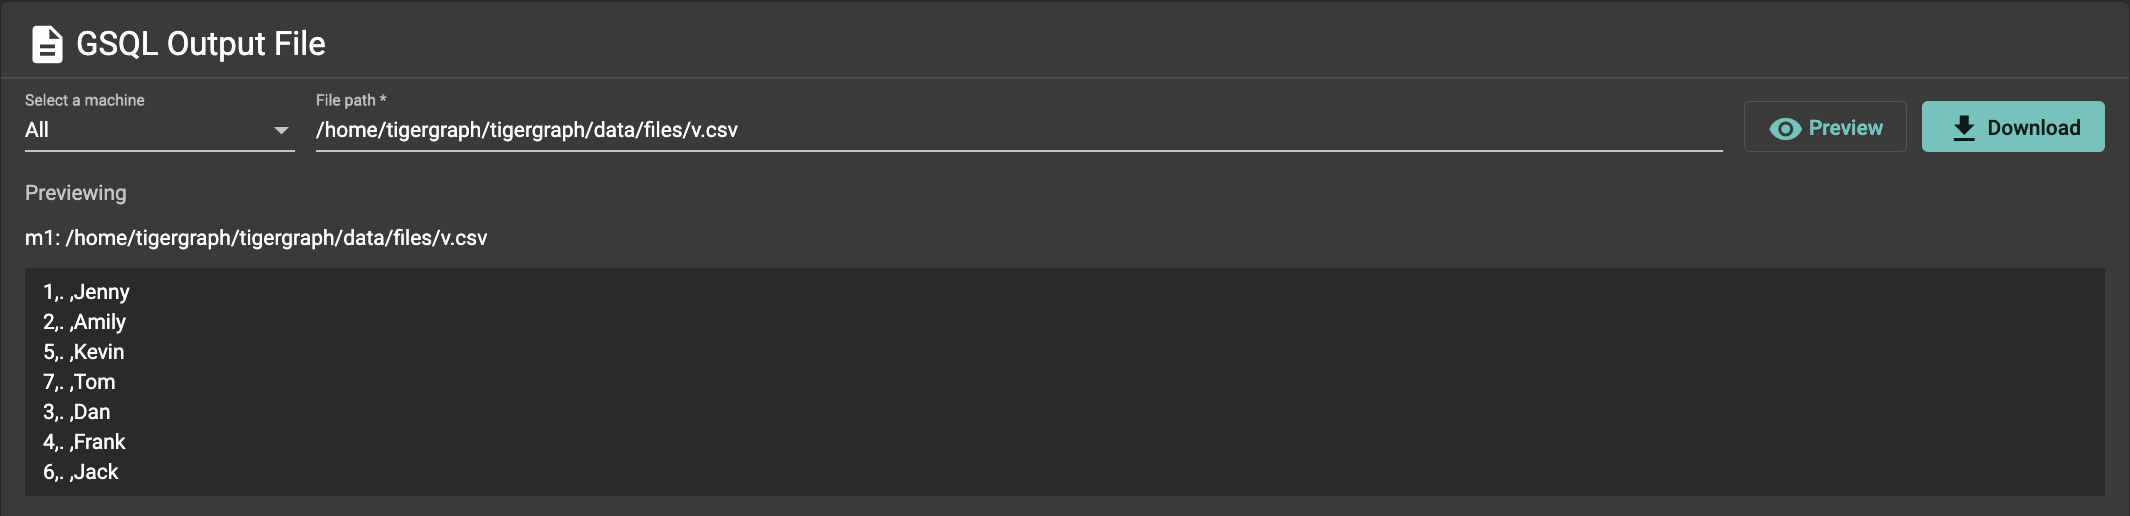 GSQL Output File
Select a machine
All
File path *
/home/tigergraph/tigergraph/data/files/v.csv
Preview
Download
Previewing
m1: /home/tigergraph/tigergraph/data/files/v.csv
1,. ,Jenny
2,. ,Amily
5,. ,Kevin
7,. ,Tom
3,. ,Dan
4,. ,Frank
6,. ,Jack